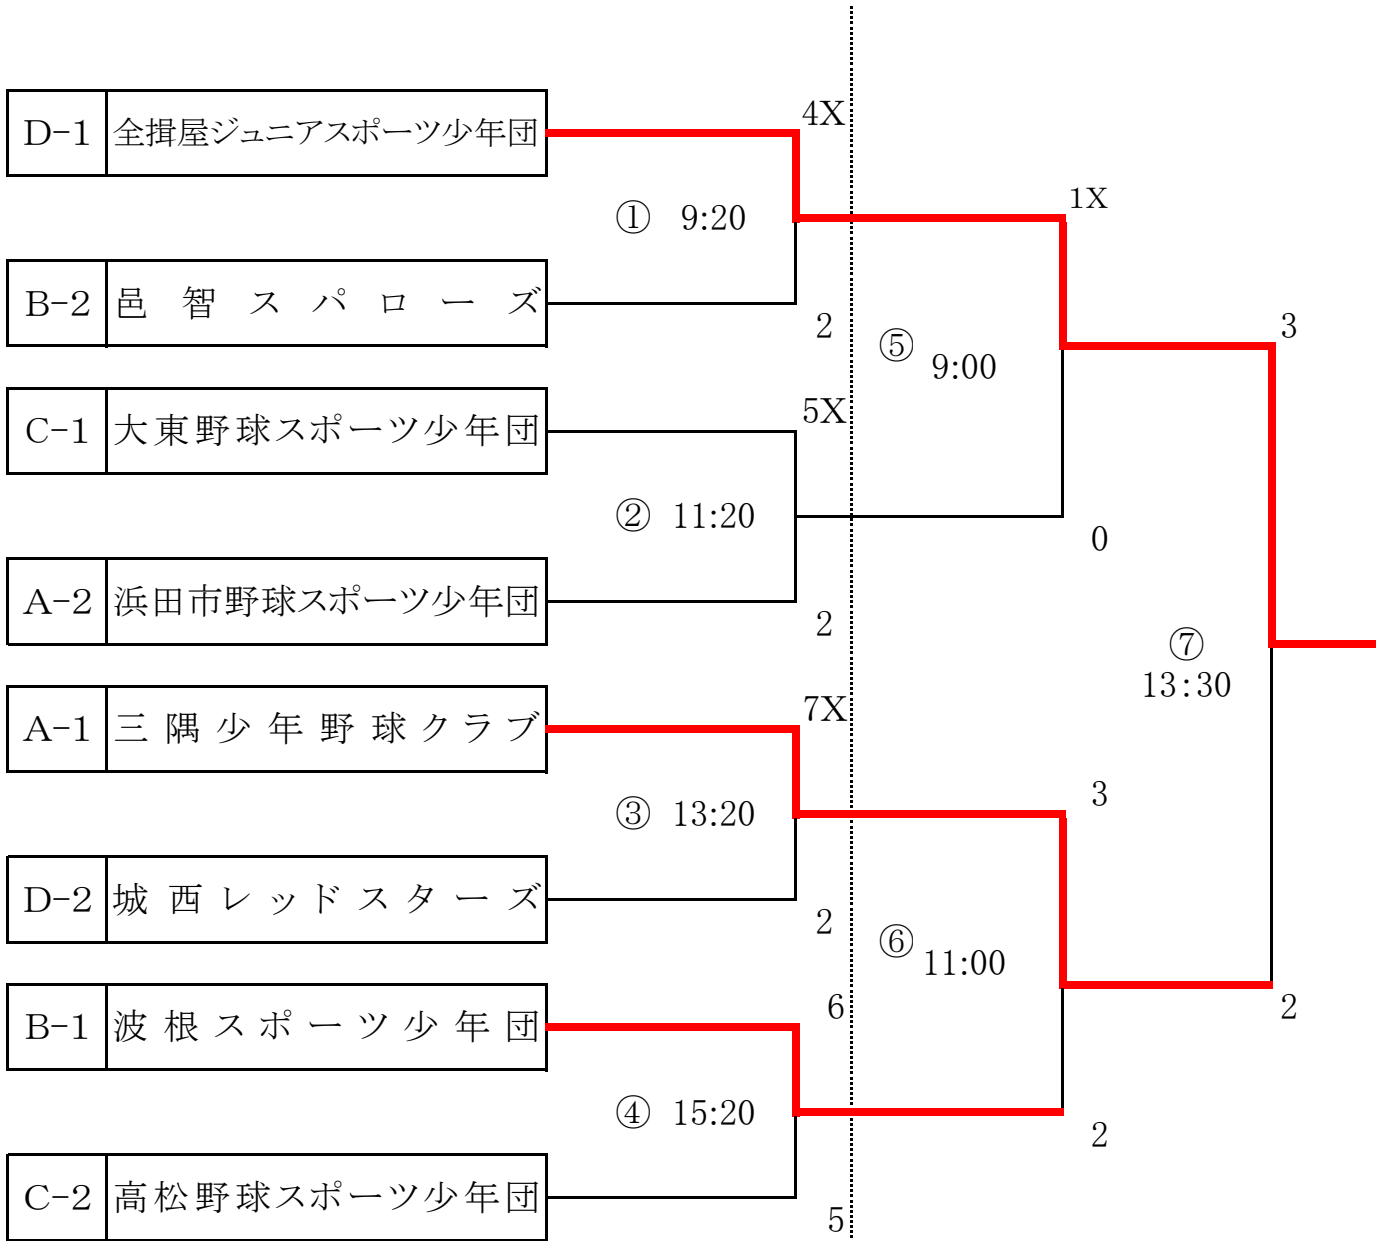 4X
D-1 全揖屋ジュニアスポーツ少年団
① 9:20
1X
B-2 邑智スパローズ
2
3
⑤ 9:00
C-1 大東野球スポーツ少年団
5X
② 11:20
0
A-2 浜田市野球スポーツ少年団
2
⑦
13:30
A-1 三隅少年野球クラブ
7X
③ 13:20
3
D-2 城西レッドスターズ
2
⑥ 11:00
B-1 波根スポーツ少年団
6
2
④ 15:20
2
C-2 高松野球スポーツ少年団
5